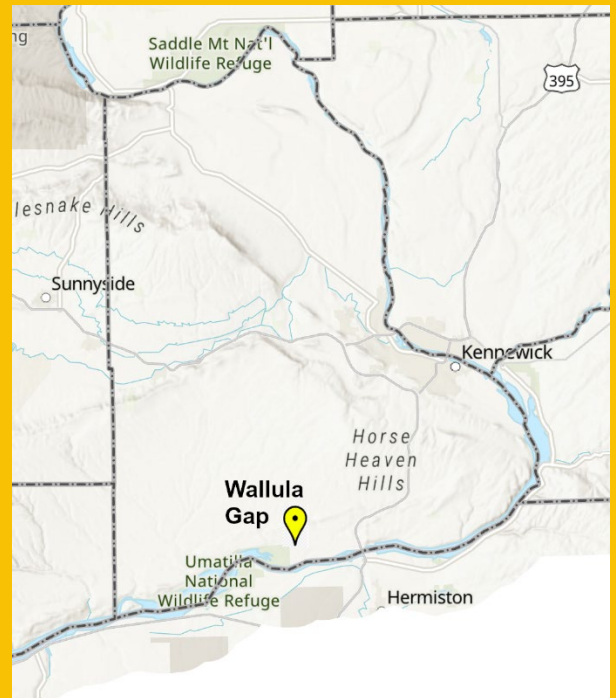 ng
Saddle Mt Nat'l
Wildlife Refuge
395
lesnake Hills
Sunnyside
Kennewick
Horse
Heaven
Hills
Wallula
Gap
Umatilla
National
Wildlife Refuge
Hermiston